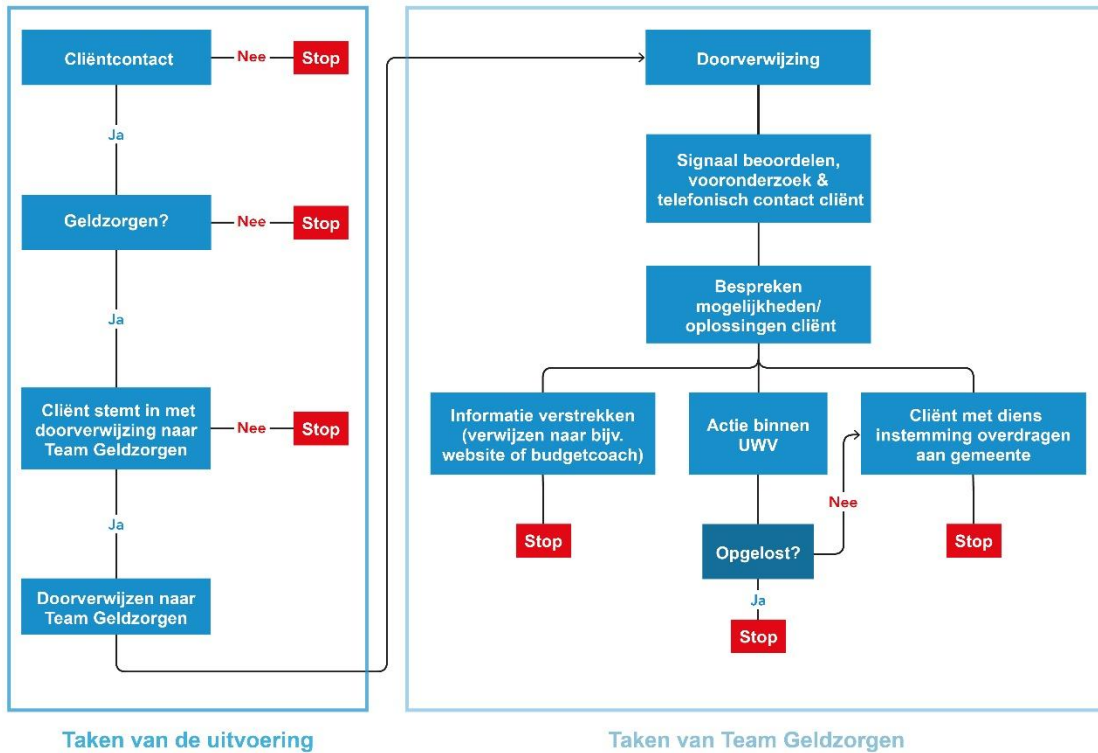 Cliëntcontact
Nee
Stop
Ja
Geldzorgen?
Nee
Stop
Ja
Cliënt stemt in met
doorverwijzing naar
Team Geldzorgen
Nee
Stop
Ja
Doorverwijzen naar
Team Geldzorgen
Taken van de uitvoering
Doorverwijzing
Signaal beoordelen,
vooronderzoek &
telefonisch contact cliënt
Bespreken
mogelijkheden/
oplossingen cliënt
Informatie verstrekken
(verwijzen naar bijv.
website of budgetcoach)
Stop
Actie binnen
UWV
Opgelost?
Ja
Stop
Nee
Cliënt met diens
instemming overdragen
aan gemeente
Stop
Taken van Team Geldzorgen